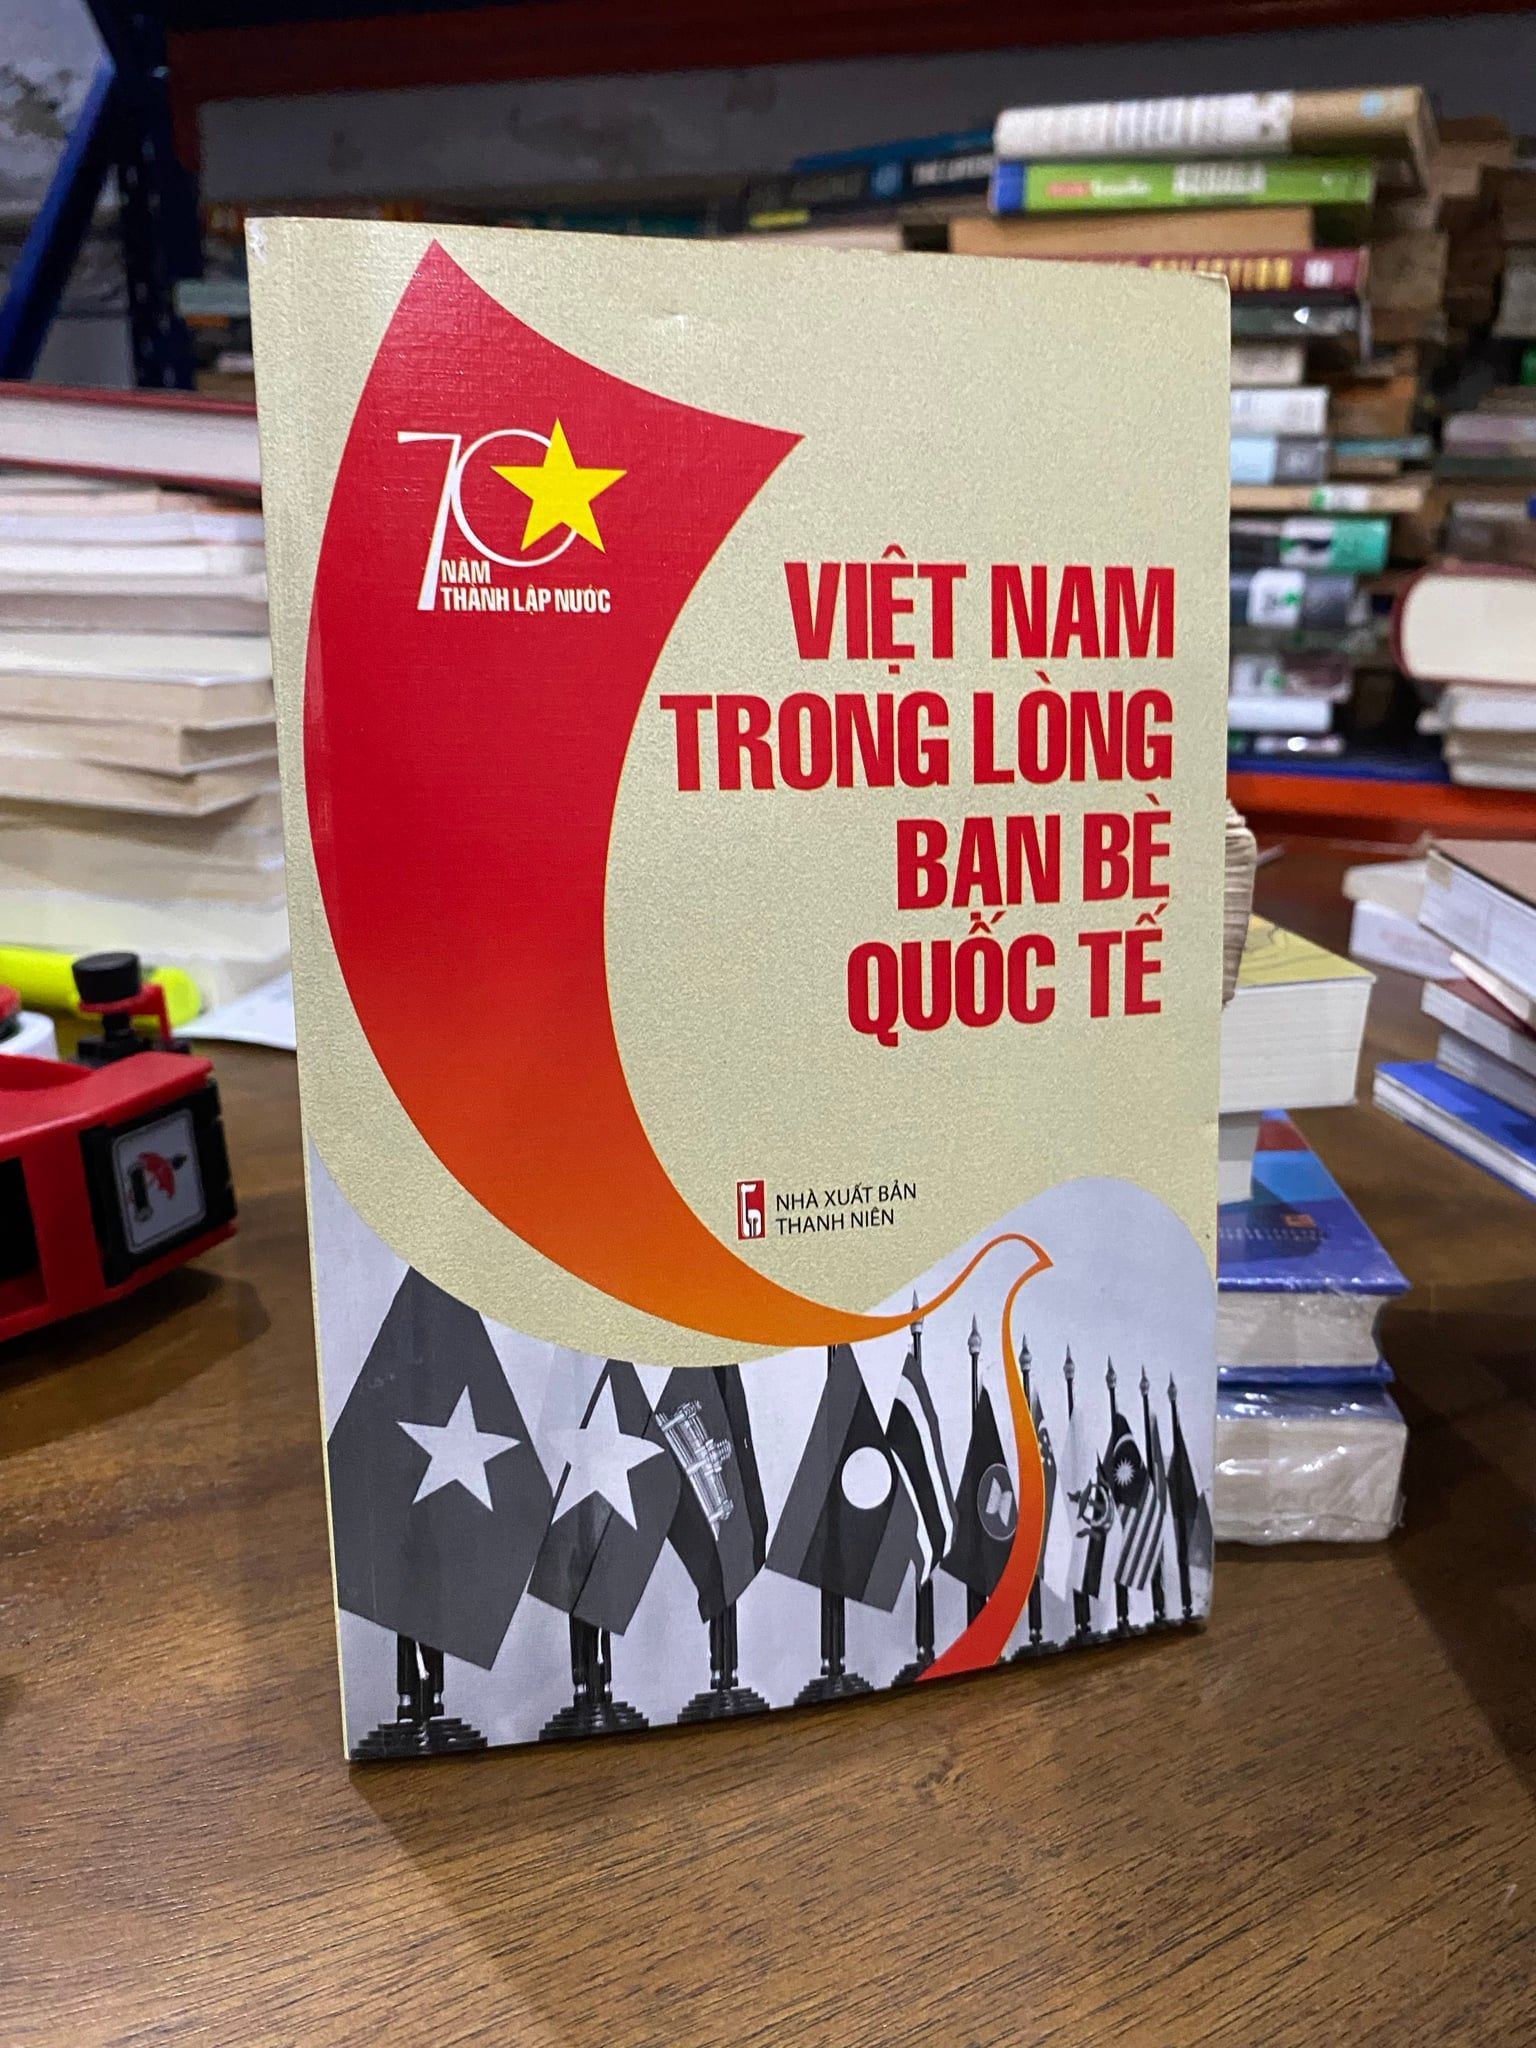 70
NĂM
THÀNH LẬP NƯỚC
VIỆT NAM
TRONG LÒNG
BẠN BÈ
QUỐC TẾ
NHÀ XUẤT BẢN
THANH NIÊN